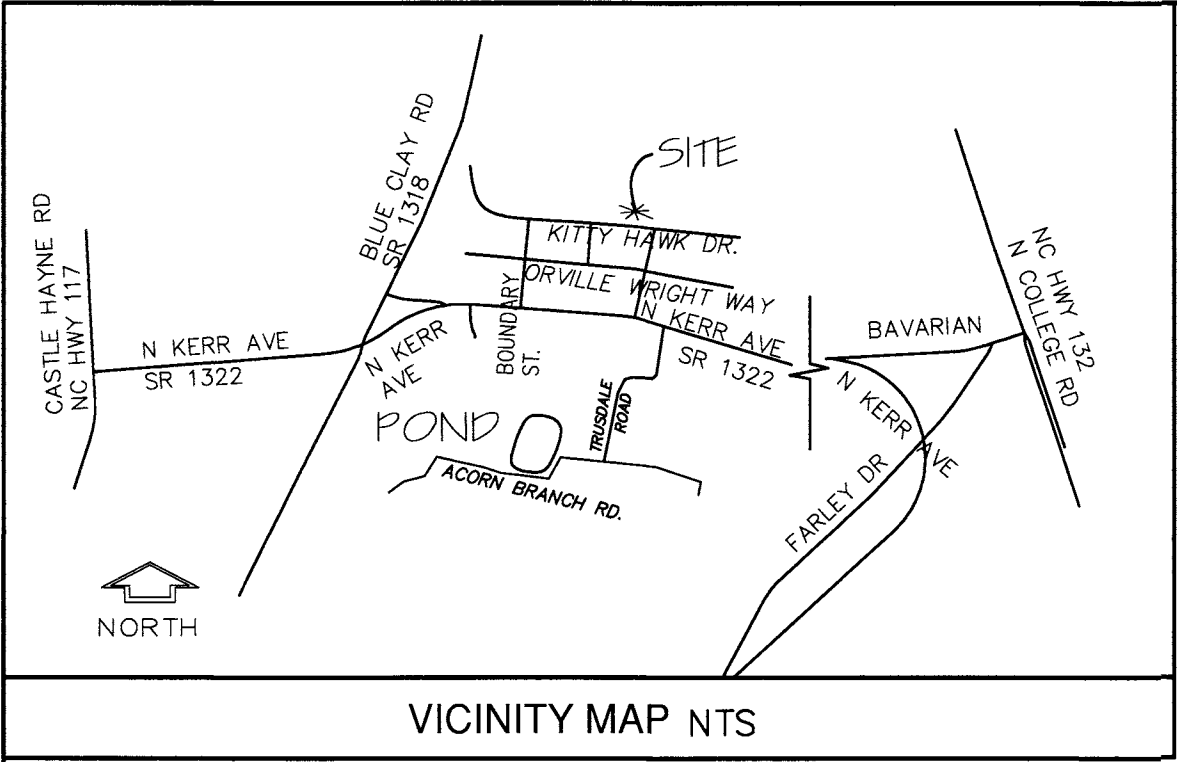 SITE
BLUE CLAY RD
SR 1318
CASTLE HAYNE RD
NC HWY 117
KITTY HAWK DR.
ORVILLE WRIGHT WAY
BOUNDARY
ST.
N KERR AVE
SR 1322
N KERR
AVE
N KERR AVE
SR 1322
BAVARIAN
NC HWY 132
N COLLEGE RD
N KERR AVE
FARLEY DR
TRUSDALE
ROAD
POND
ACORN BRANCH RD.
NORTH
VICINITY MAP NTS